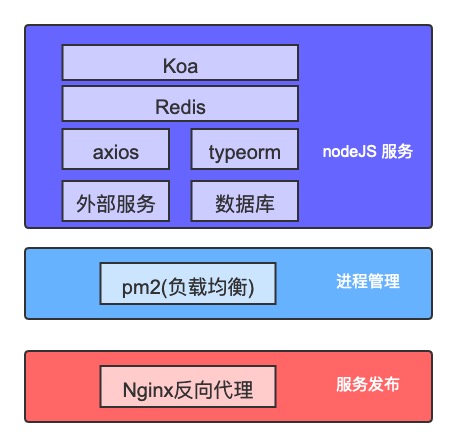 Koa
Redis
axios
typeorm
nodeJS 服务
外部服务
数据库
pm2(负载均衡)
进程管理
Nginx反向代理
服务发布